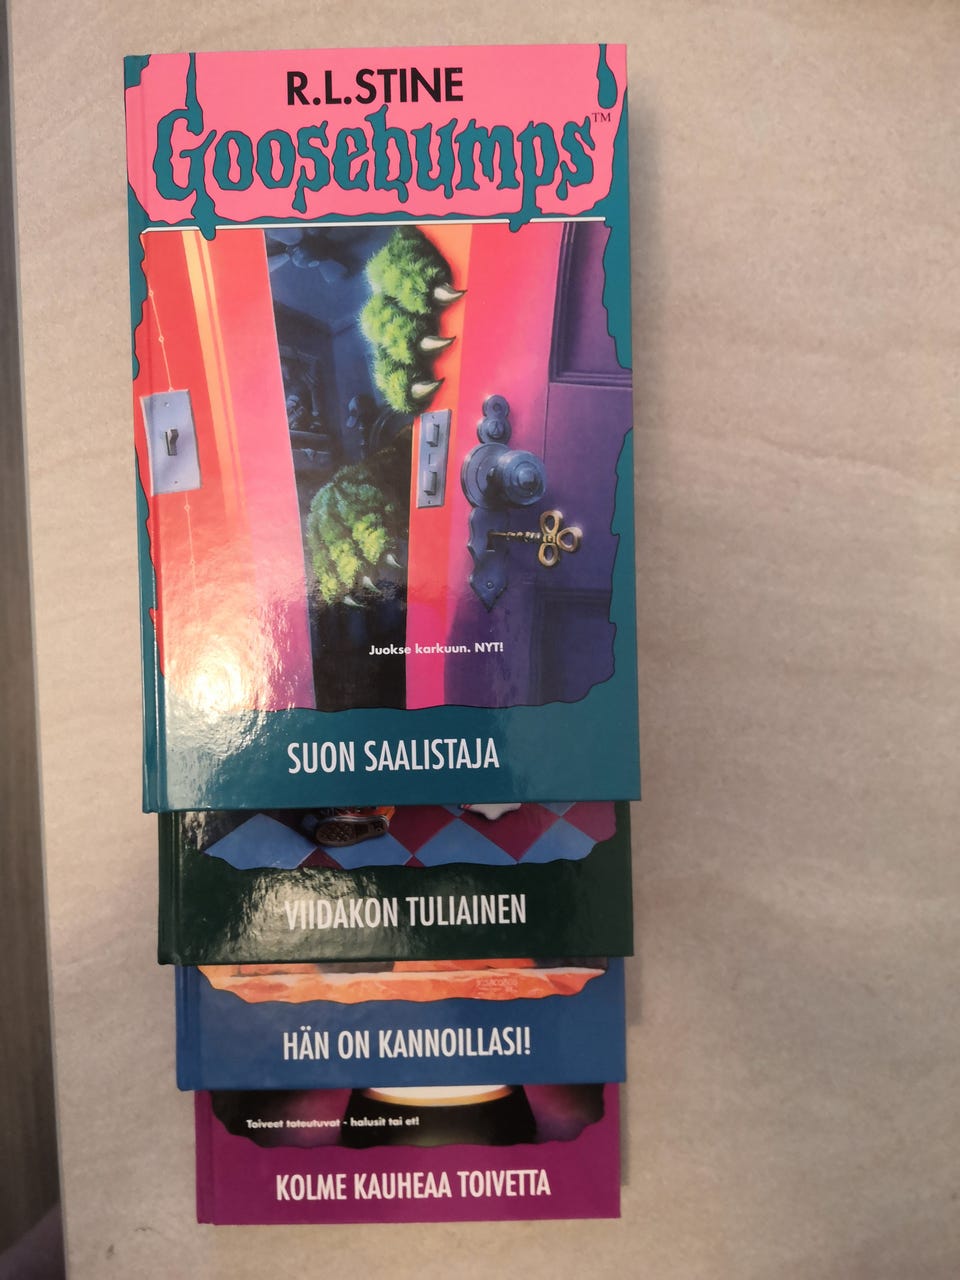 R.L.STINE
Goosebumps™
Juokse karkuun. NYT!
SUON SAALISTAJA
VIIDAKON TULIAINEN
HÄN ON KANNOILLASI!
Toiveet toteutuvat - halusit tai et!
KOLME KAUHEAA TOIVETTA